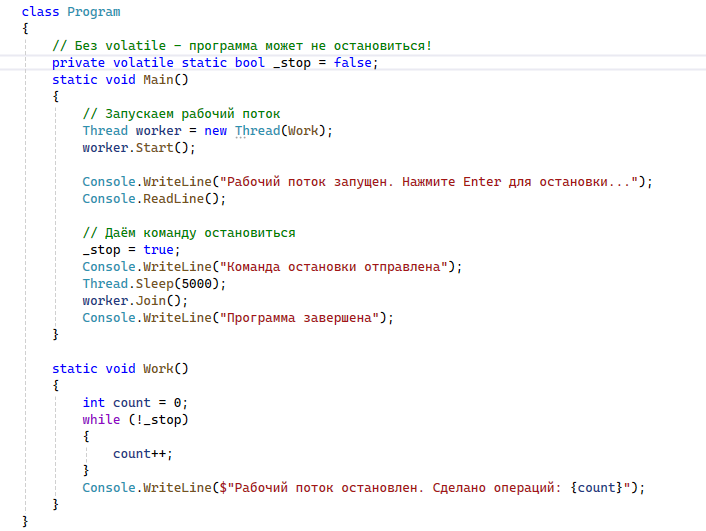 class Program
{
// Без volatile – программа может не остановиться!
private volatile static bool _stop = false;
static void Main()
{
// Запускаем рабочий поток
Thread worker = new Thread(Work);
worker.Start();
Console.WriteLine("Рабочий поток запущен. Нажмите Enter для остановки...");
Console.ReadLine();
// Даём команду остановиться
_stop = true;
Console.WriteLine("Команда остановки отправлена");
Thread.Sleep(5000);
worker.Join();
Console.WriteLine("Программа завершена");
}
static void Work()
{
int count = 0;
while (!_stop)
{
count++;
}
Console.WriteLine($"Рабочий поток остановлен. Сделано операций: {count}");
}
}